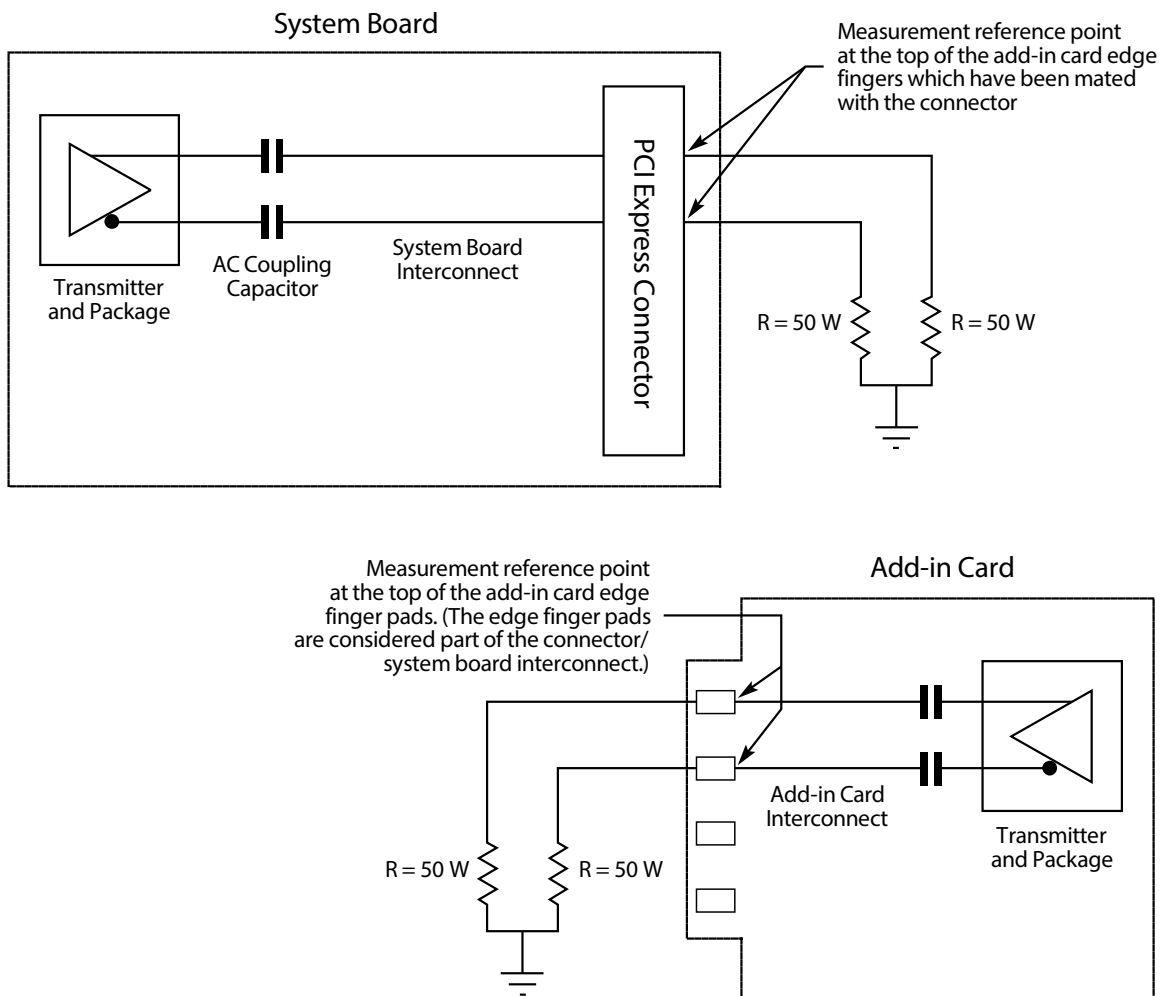 System Board
Measurement reference point
at the top of the add-in card edge
fingers which have been mated
with the connector
PCI Express Connector
Transmitter
and Package
AC Coupling
Capacitor
System Board
Interconnect
R = 50 W
R = 50 W
Measurement reference point
at the top of the add-in card edge
finger pads. (The edge finger pads
are considered part of the connector/
system board interconnect.)
Add-in Card
Add-in Card
Interconnect
Transmitter
and Package
R = 50 W
R = 50 W